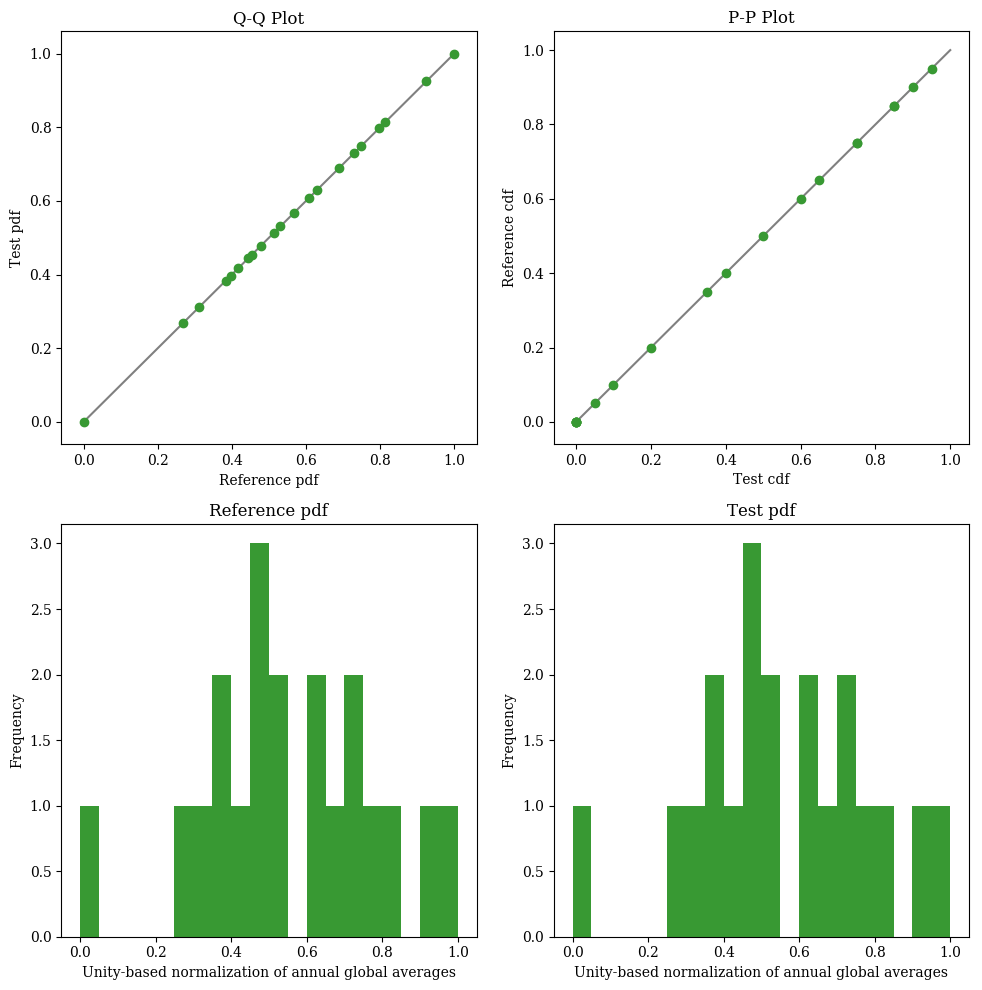 Q-Q Plot
Test pdf
1.0
0.8
0.6
0.4
0.2
0.0
0.0 0.2 0.4 0.6 0.8 1.0
Reference pdf
P-P Plot
Reference cdf
1.0
0.8
0.6
0.4
0.2
0.0
0.0 0.2 0.4 0.6 0.8 1.0
Test cdf
Reference pdf
Frequency
3.0
2.5
2.0
1.5
1.0
0.5
0.0
0.0 0.2 0.4 0.6 0.8 1.0
Unity-based normalization of annual global averages
Test pdf
Frequency
3.0
2.5
2.0
1.5
1.0
0.5
0.0
0.0 0.2 0.4 0.6 0.8 1.0
Unity-based normalization of annual global averages